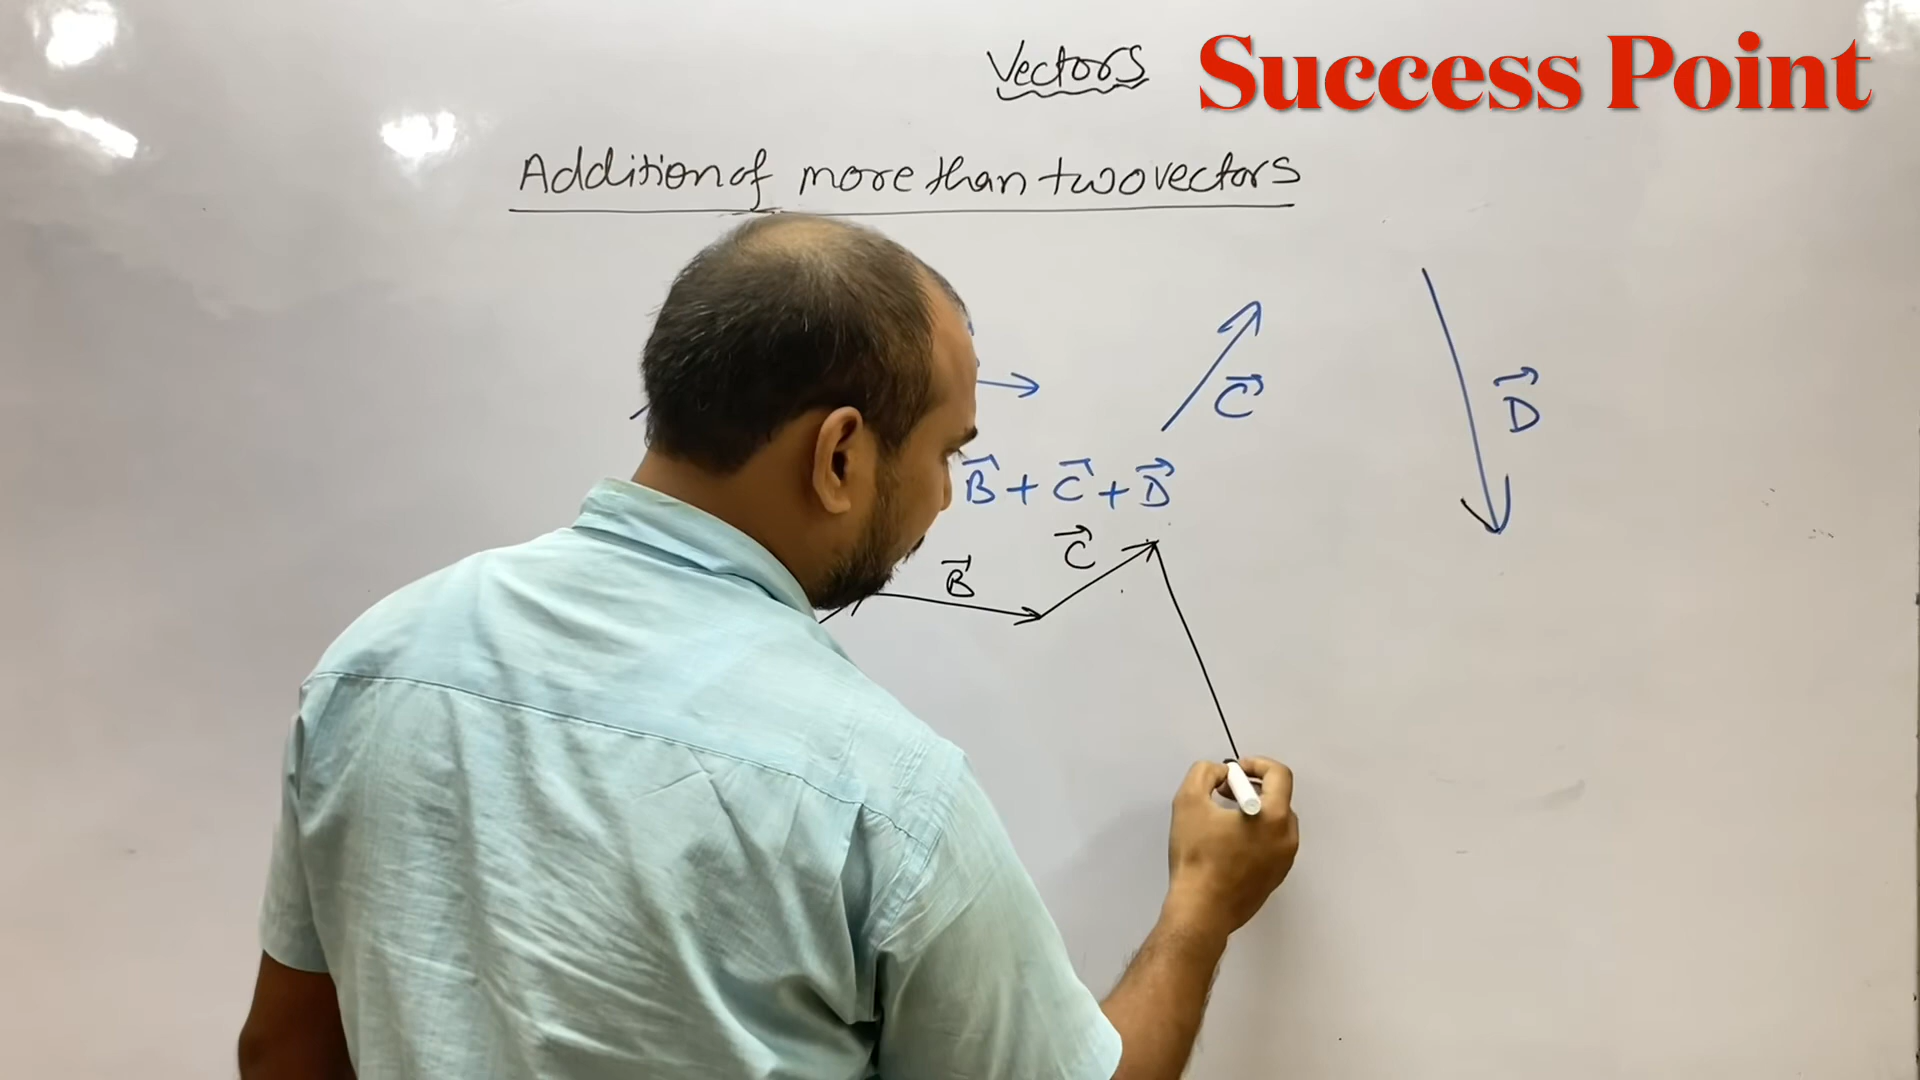 Vectors
Success Point
Addition of more than two vectors
C⃗
D⃗
B⃗ + C⃗ + D⃗
C⃗
B⃗